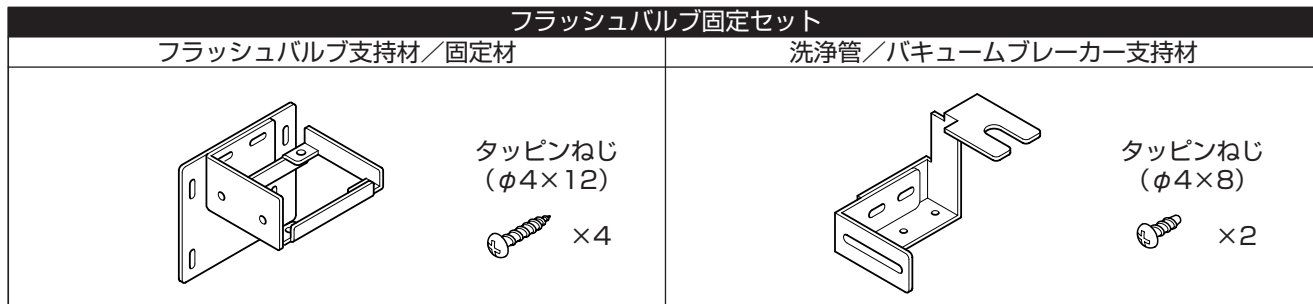 フラッシュバルブ固定セット
フラッシュバルブ支持材／固定材
洗浄管／バキュームブレーカー支持材
タッピンねじ
（φ4×12）
×4
タッピンねじ
（φ4×8）
×2